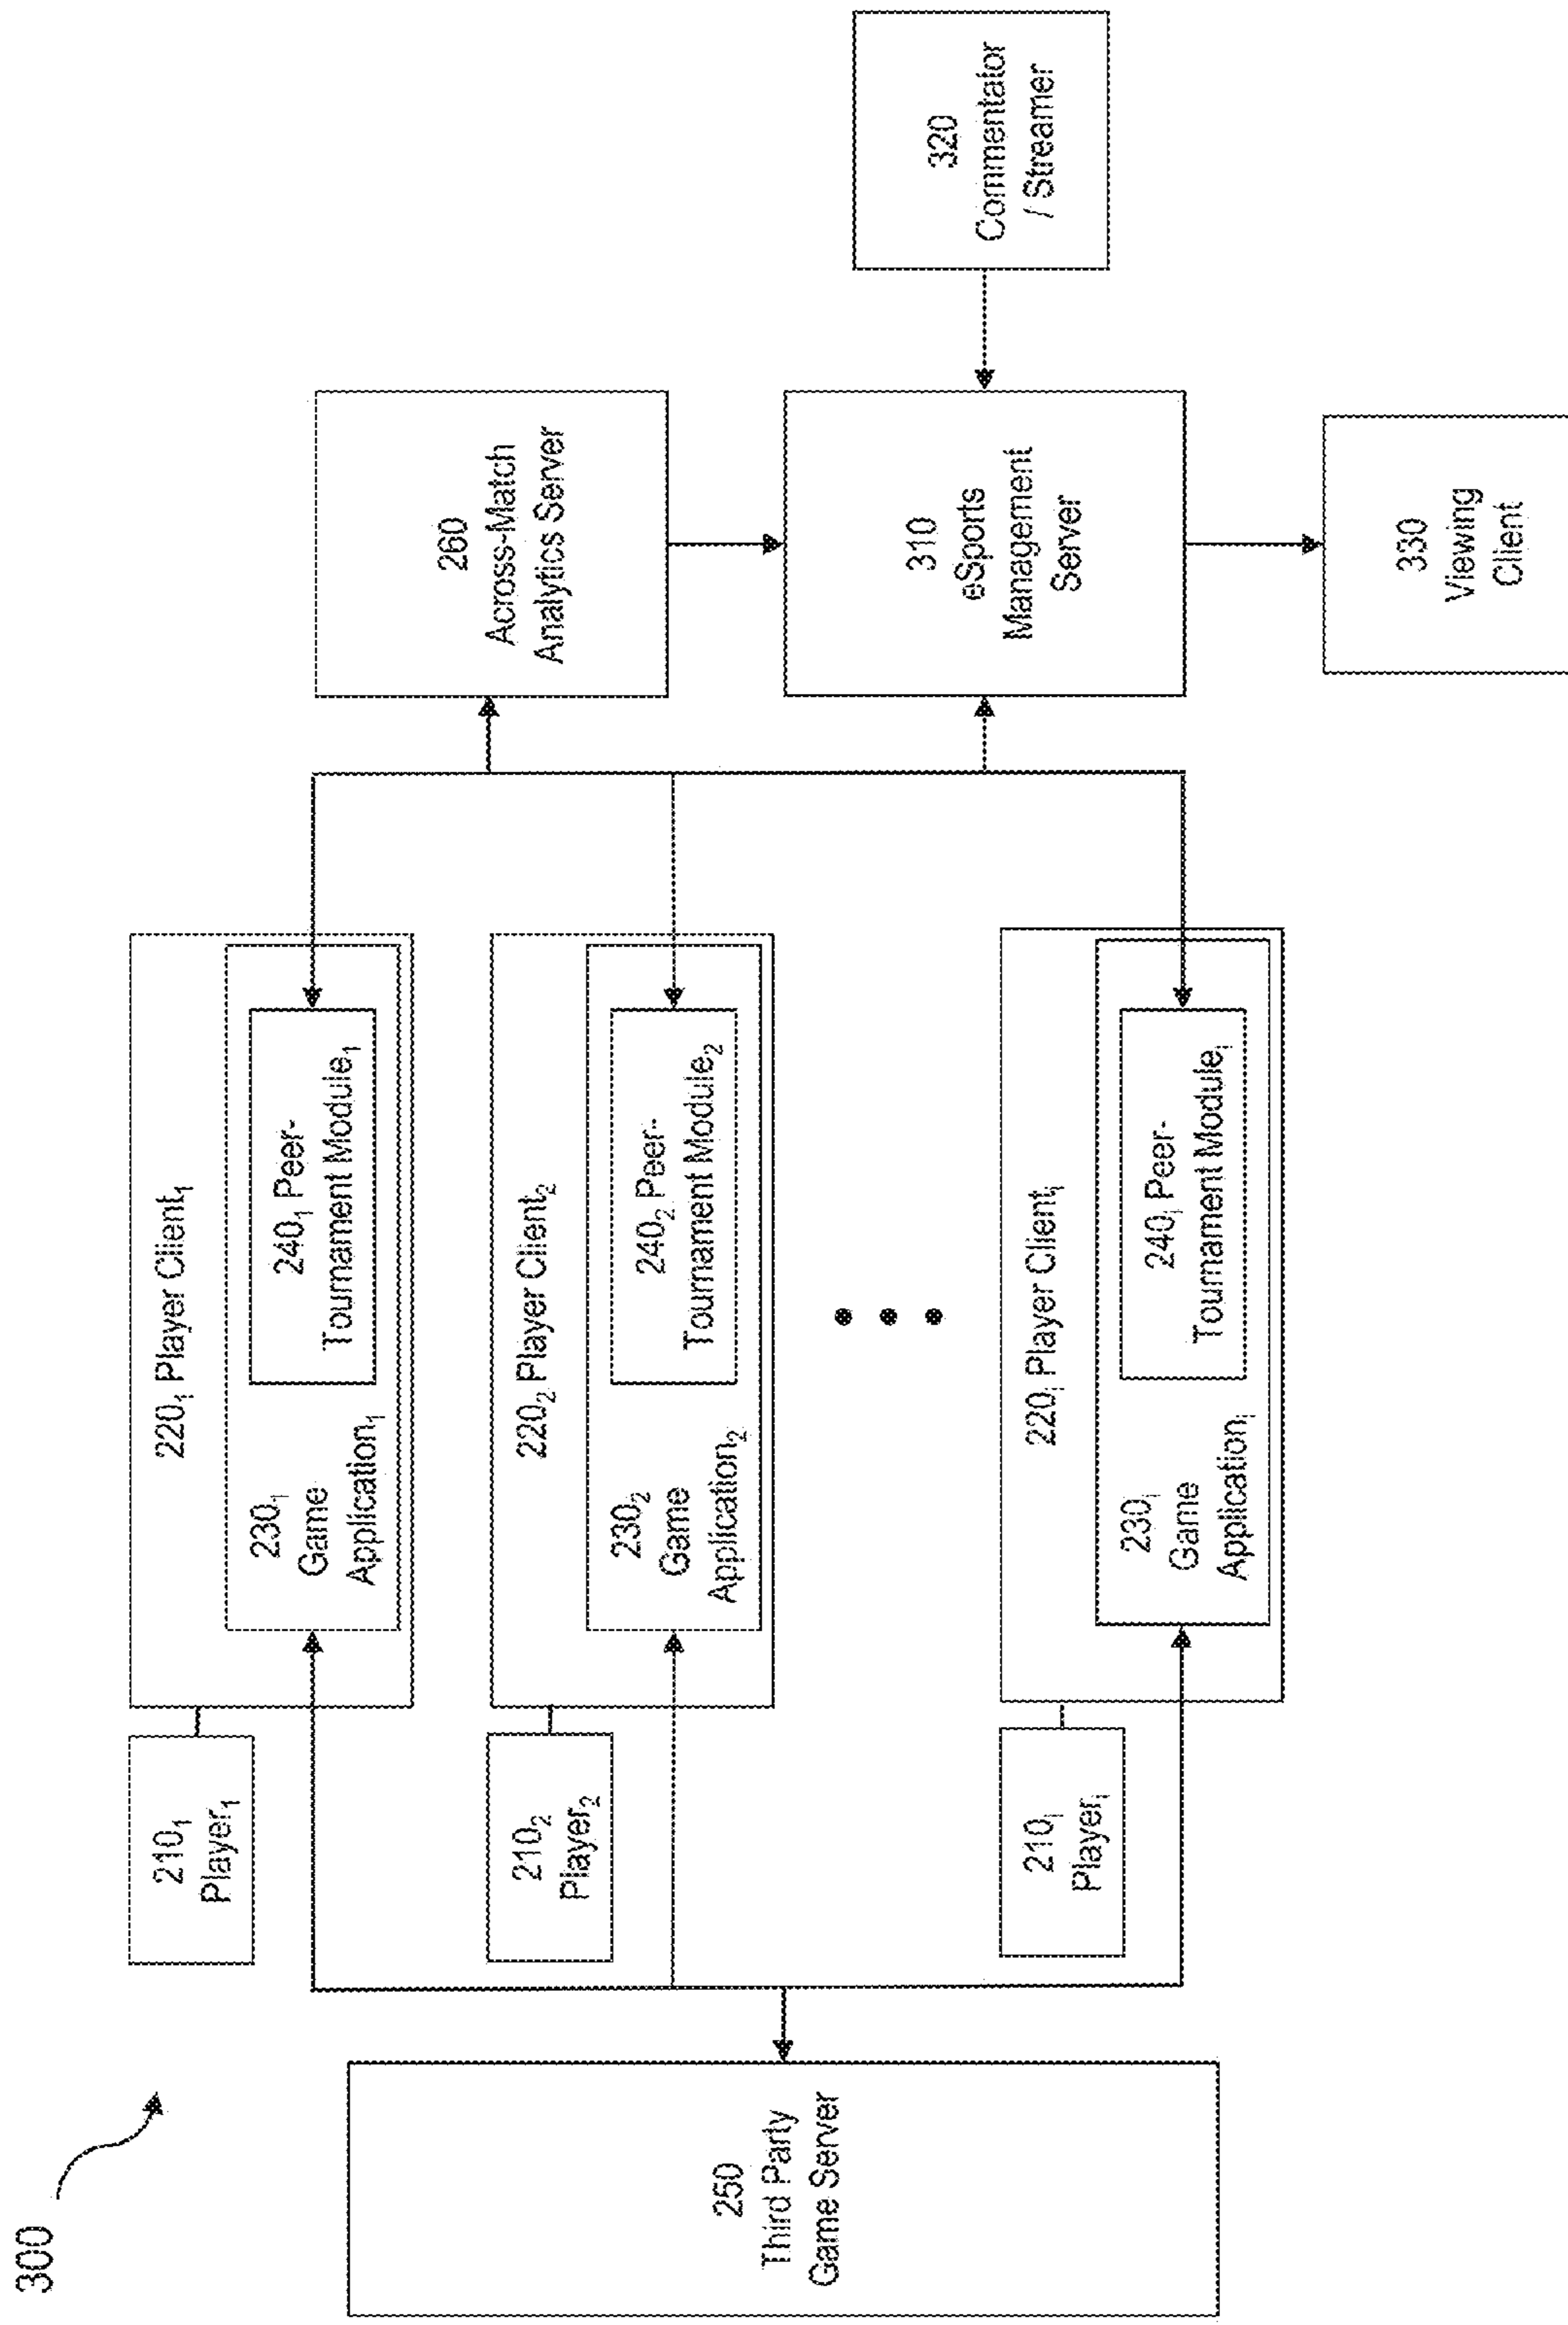 300
250
Third Party
Game Server
210₁
Player₁
220₁ Player Client₁
230₁
Game
Application₁
240₁ Peer-
Tournament Module₁
210₂
Player₂
220₂ Player Client₂
230₂
Game
Application₂
240₂ Peer-
Tournament Module₂
210ᵢ
Playerᵢ
220ᵢ Player Clientᵢ
230ᵢ
Game
Applicationᵢ
240ᵢ Peer-
Tournament Moduleᵢ
260
Across-Match
Analytics Server
310
eSports
Management
Server
320
Commentator
/ Streamer
330
Viewing
Client